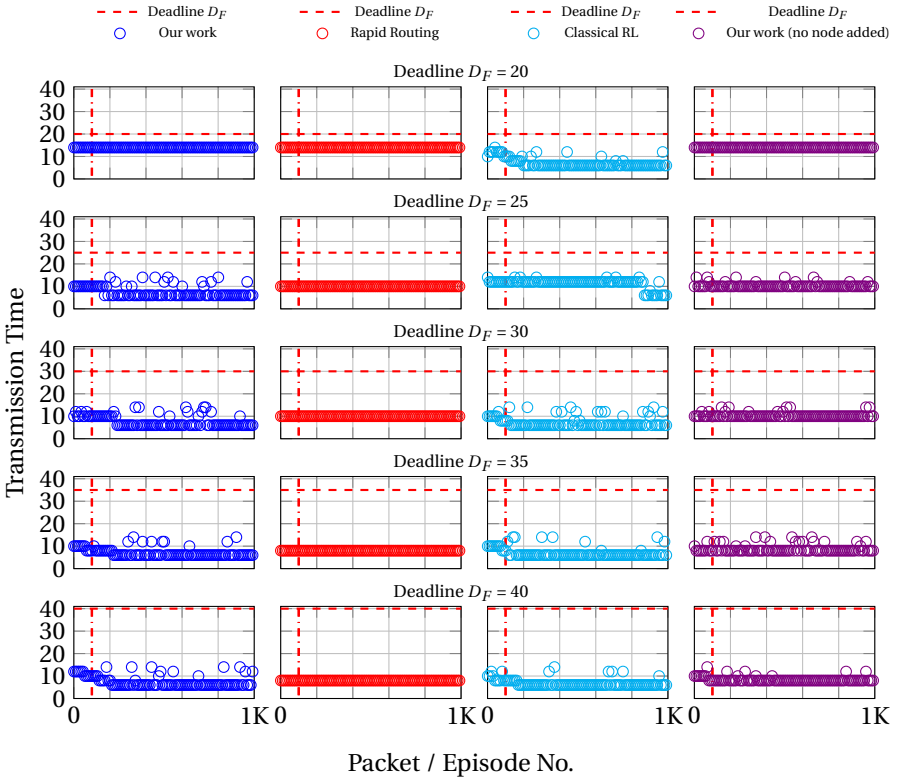 Deadline D_F Deadline D_F Deadline D_F Deadline D_F
Our work Rapid Routing Classical RL Our work (no node added)
Deadline D_F = 20
40
30
20
10
0
Deadline D_F = 25
40
30
20
10
0
Deadline D_F = 30
40
30
20
10
0
Deadline D_F = 35
40
30
20
10
0
Deadline D_F = 40
40
30
20
10
0
Transmission Time
0 1K 0 1K 0 1K 0 1K
Packet / Episode No.